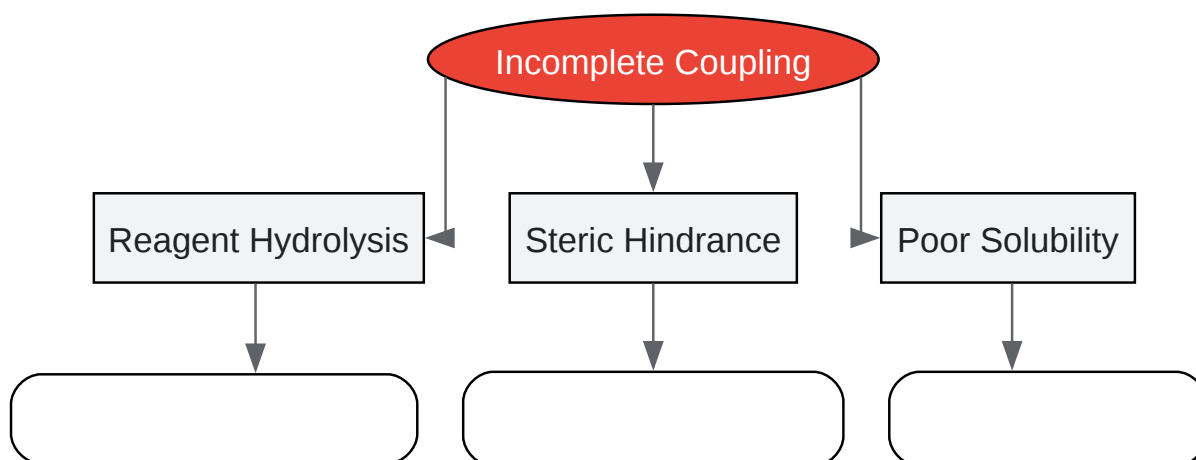 Incomplete Coupling
Reagent Hydrolysis
Steric Hindrance
Poor Solubility